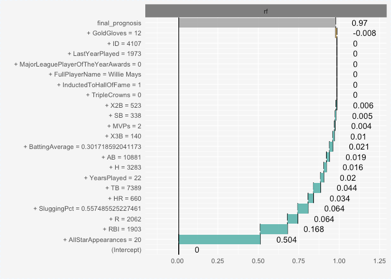 rf
final_prognosis 0.97
+ GoldGloves = 12 -0.008
+ ID = 4107 0
+ LastYearPlayed = 1973 0
+ MajorLeaguePlayerOfTheYearAwards = 0 0
+ FullPlayerName = Willie Mays 0
+ InductedToHallOfFame = 1 0
+ TripleCrowns = 0 0
+ X2B = 523 0.006
+ SB = 338 0.005
+ MVPs = 2 0.004
+ X3B = 140 0.01
+ BattingAverage = 0.301718592041173 0.021
+ AB = 10881 0.019
+ H = 3283 0.016
+ YearsPlayed = 22 0.02
+ TB = 7389 0.044
+ HR = 660 0.034
+ SluggingPct = 0.557485525227461 0.064
+ R = 2062 0.064
+ RBI = 1903 0.168
+ AllStarAppearances = 20 0.504
(Intercept) 0
0.00 0.25 0.50 0.75 1.00 1.25